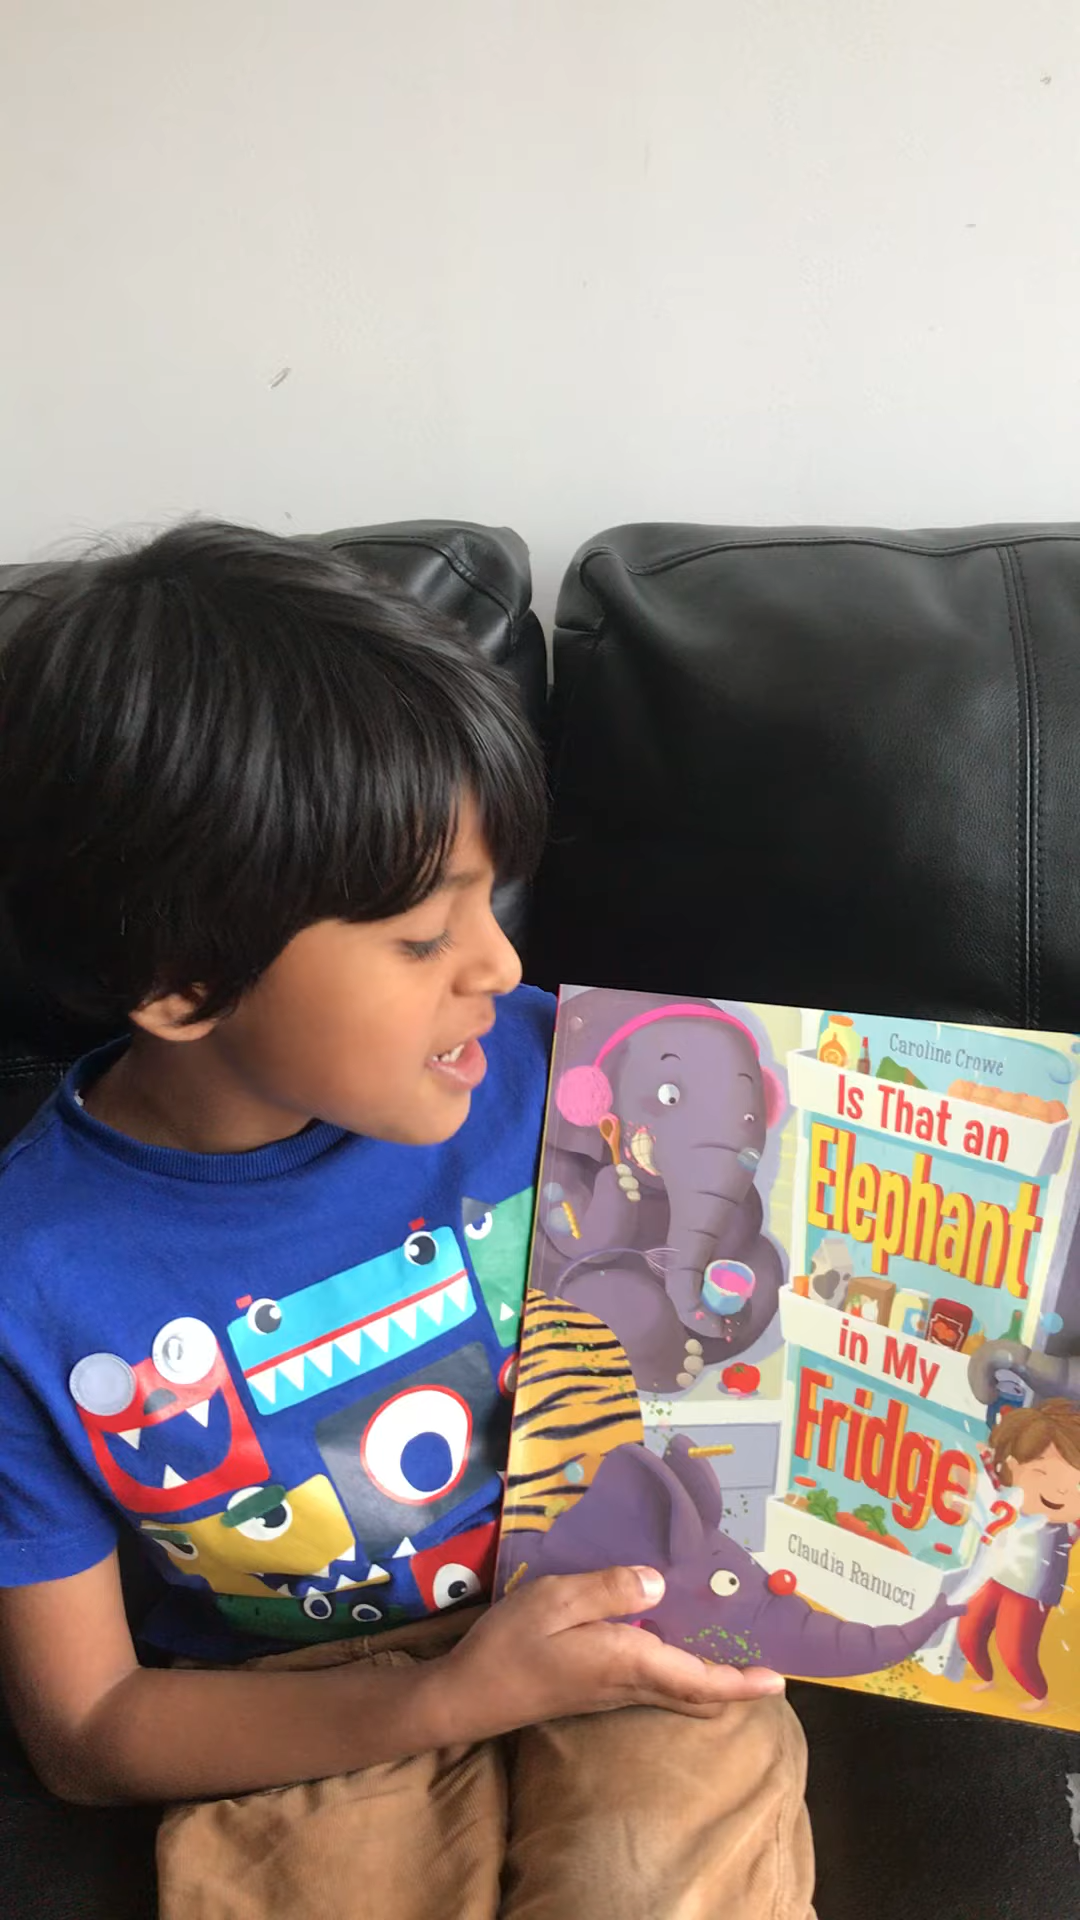 Caroline Crowe
Is That an
Elephant
in My
Fridge
?
Claudia Ranucci